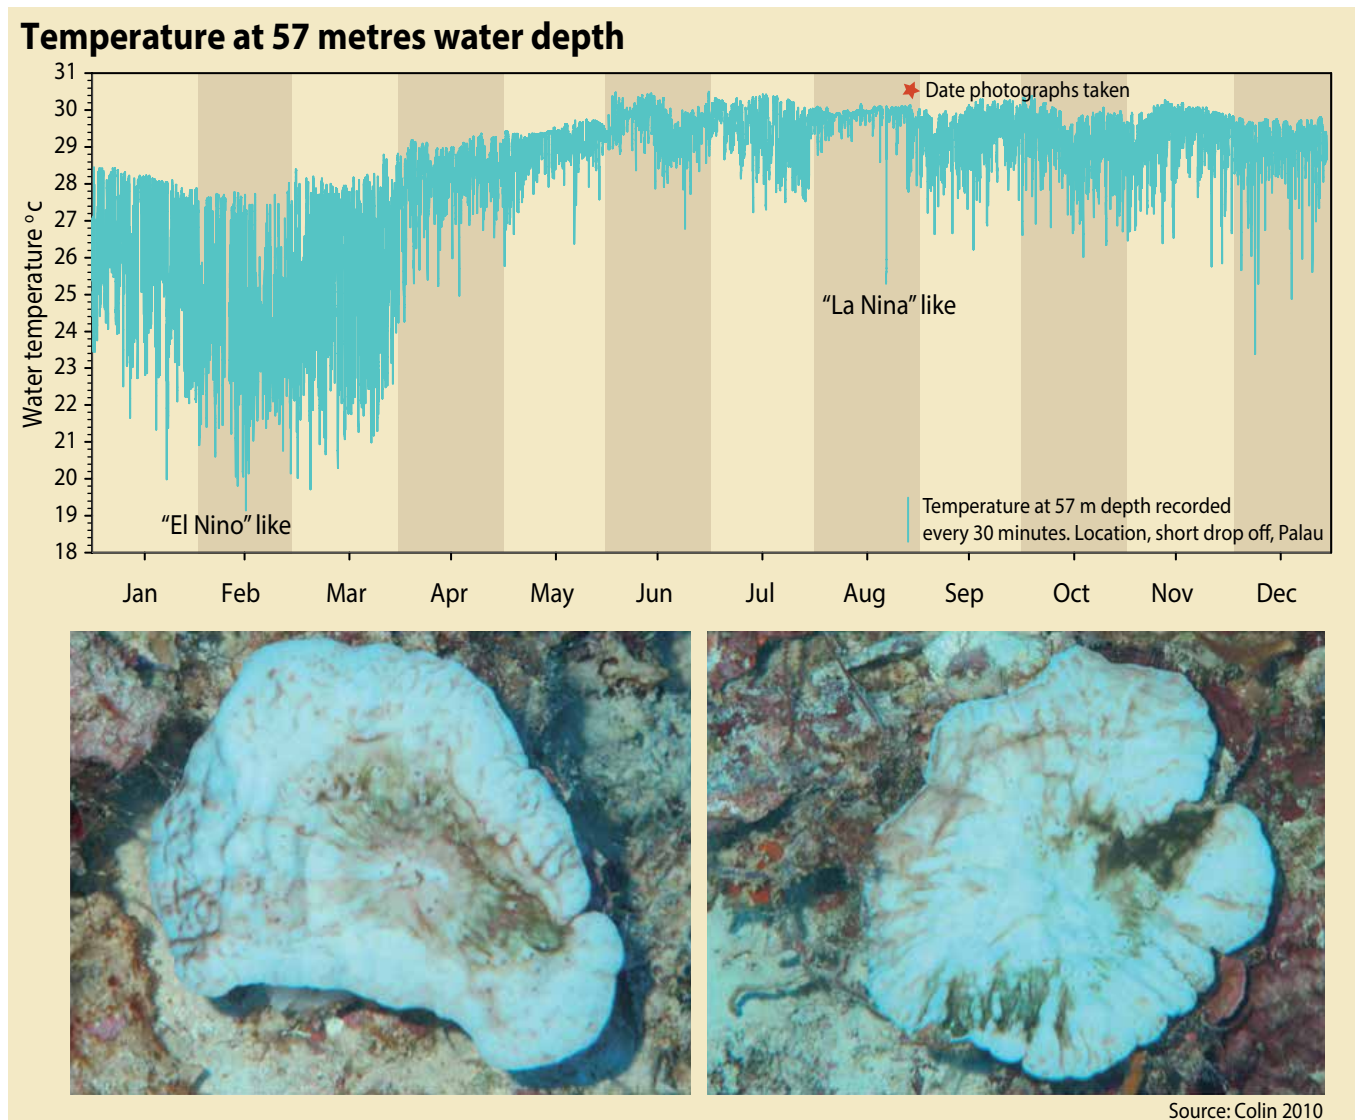 Temperature at 57 metres water depth
31
30
29
28
27
26
25
24
23
22
21
20
19
18
Water temperature °c
Date photographs taken
"La Nina" like
"El Nino" like
Temperature at 57 m depth recorded
every 30 minutes. Location, short drop off, Palau
Jan Feb Mar Apr May Jun Jul Aug Sep Oct Nov Dec
Source: Colin 2010